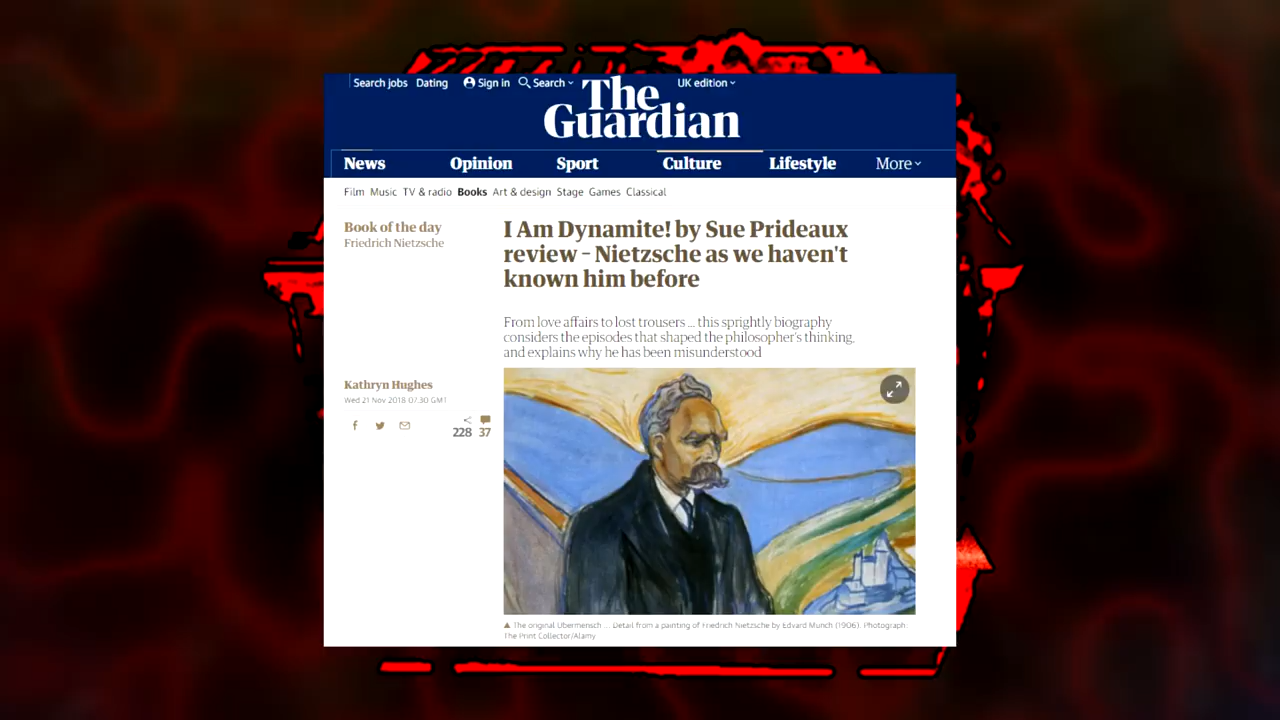 Search jobs Dating Sign in Search UK edition
The
Guardian
News Opinion Sport Culture Lifestyle More
Film Music TV & radio Books Art & design Stage Games Classical
Book of the day
Friedrich Nietzsche
I Am Dynamite! by Sue Prideaux
review – Nietzsche as we haven't
known him before
From love affairs to lost trousers ... this sprightly biography
considers the episodes that shaped the philosopher's thinking,
and explains why he has been misunderstood
Kathryn Hughes
Wed 21 Nov 2018 07.30 GMT
228 37
The original Übermensch ... Detail from a painting of Friedrich Nietzsche by Edvard Munch (1906). Photograph:
The Print Collector/Alamy